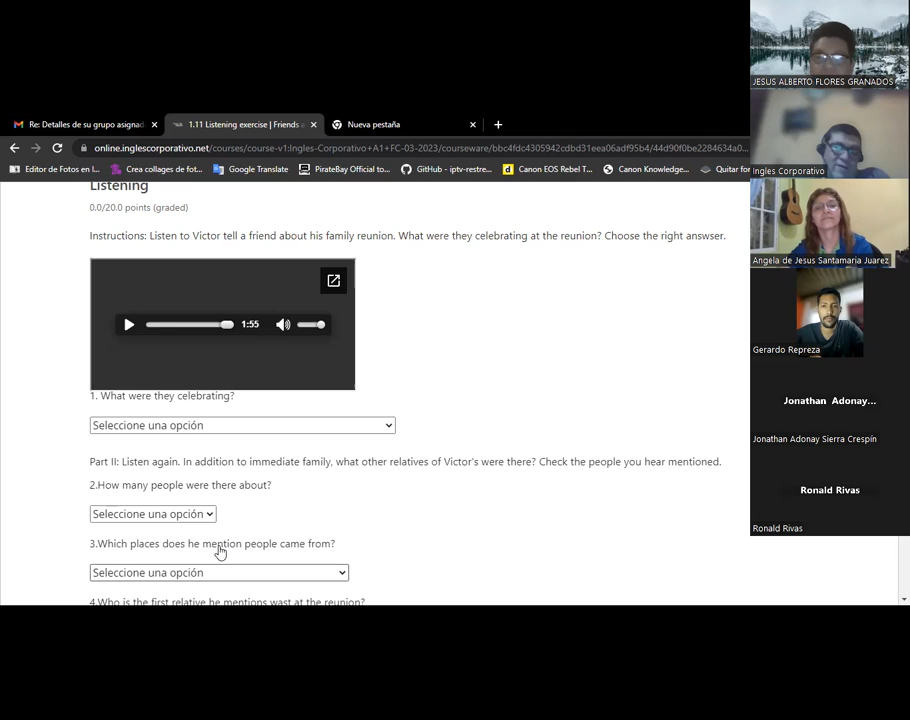 Re: Detalles de su grupo asignad
1.11 Listening exercise | Friends a
Nueva pestaña
online.inglescorporativo.net/courses/course-v1:Ingles-Corporativo+A1+FC-03-2023/courseware/bbc4fdc4305942cdbd31eea06adf95b4/44d90f0be2284634a0...
Editor de Fotos en l...
Crea collages de fot...
Google Translate
PirateBay Oficial to...
GitHub - iptv-restre...
Canon EOS Rebel T...
Canon Knowledge...
Quitar fon
Listening
0.0/20.0 points (graded)
Instructions: Listen to Victor tell a friend about his family reunion. What were they celebrating at the reunion? Choose the right answser.
1:55
1. What were they celebrating?
Seleccione una opción
Part II: Listen again. In addition to immediate family, what other relatives of Victor's were there? Check the people you hear mentioned.
2.How many people were there about?
Seleccione una opción
3.Which places does he mention people came from?
Seleccione una opción
4.Who is the first relative he mentions wast at the reunion?
JESUS ALBERTO FLORES GRANADOS
Ingles Corporativo
Angela de Jesus Santamaria Juarez
Gerardo Repreza
Jonathan Adonay...
Jonathan Adonay Sierra Crespín
Ronald Rivas
Ronald Rivas